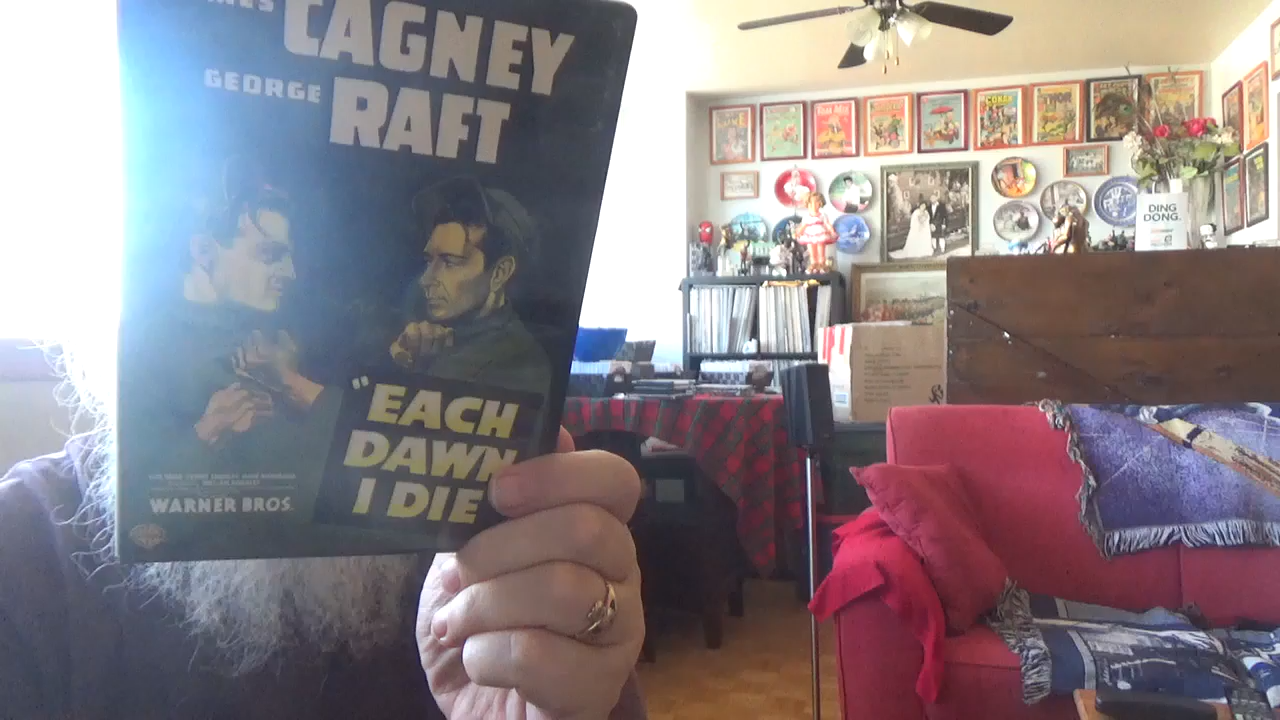 CAGNEY
GEORGE
RAFT
"EACH
DAWN
I DIE
WARNER BROS.
DING
DONG.